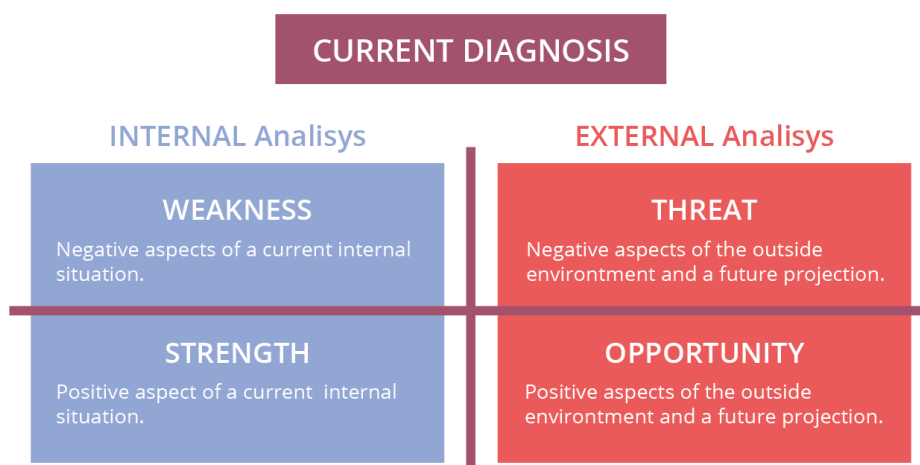 CURRENT DIAGNOSIS
INTERNAL Analisys
WEAKNESS
Negative aspects of a current internal
situation.
STRENGTH
Positive aspect of a current internal
situation.
EXTERNAL Analisys
THREAT
Negative aspects of the outside
environtment and a future projection.
OPPORTUNITY
Positive aspects of the outside
environtment and a future projection.